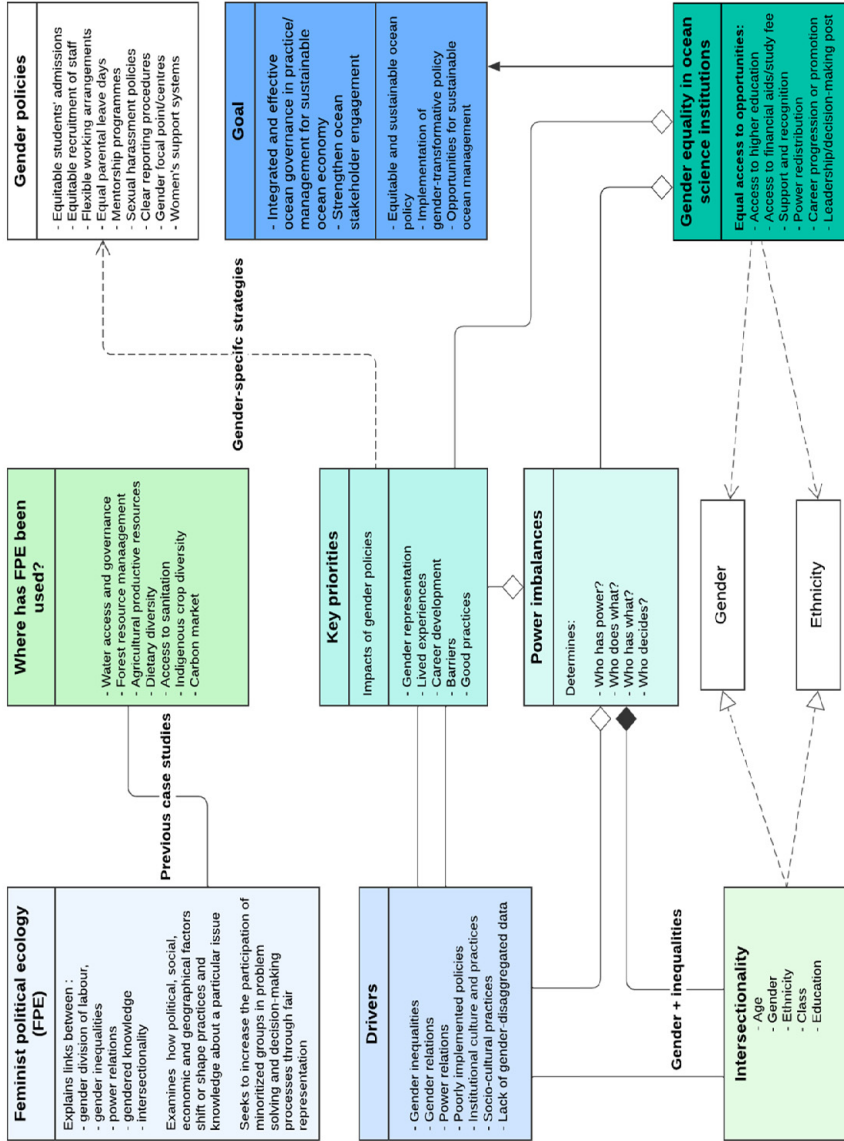 Feminist political ecology
(FPE)
Explains links between :
- gender division of labour,
- gender inequalities
- power relations
- gendered knowledge
- intersectionality
Examines how political, social,
economic and geographical factors
shift or shape practices and
knowledge about a particular issue
Seeks to increase the participation of
minoritized groups in problem
solving and decision-making
processes through fair
representation
Previous case studies
Where has FPE been
used?
- Water access and governance
- Forest resource manaagement
- Agricultural productive resources
- Dietary diversity
- Access to sanitation
- Indigenous crop diversity
- Carbon market
Gender policies
- Equitable students' admissions
- Equitable recruitment of staff
- Flexible working arrangements
- Equal parental leave days
- Mentorship programmes
- Sexual harassment policies
- Clear reporting procedures
- Gender focal point/centres
- Women's support systems
Gender-specifc strategies
Drivers
- Gender inequalities
- Gender relations
- Power relations
- Poorly implemented policies
- Institutional culture and practices
- Socio-cultural practices
- Lack of gender-disaggregated data
Key priorities
Impacts of gender policies
- Gender representation
- Lived experiences
- Career development
- Barriers
- Good practices
Goal
- Integrated and effective
ocean governance in practice/
management for sustainable
ocean economy
- Strengthen ocean
stakeholder engagement
- Equitable and sustainable ocean
policy
- Implementation of
gender-transformative policy
- Opportunities for sustainable
ocean management
Power imbalances
Determines:
- Who has power?
- Who does what?
- Who has what?
- Who decides?
Gender + inequalities
Intersectionality
- Age
- Gender
- Ethnicity
- Class
- Education
Gender
Ethnicity
Gender equality in ocean
science institutions
Equal access to opportunities:
- Access to higher education
- Access to financial aids/study fee
- Support and recognition
- Power redistribution
- Career progression or promotion
- Leadership/decision-making post